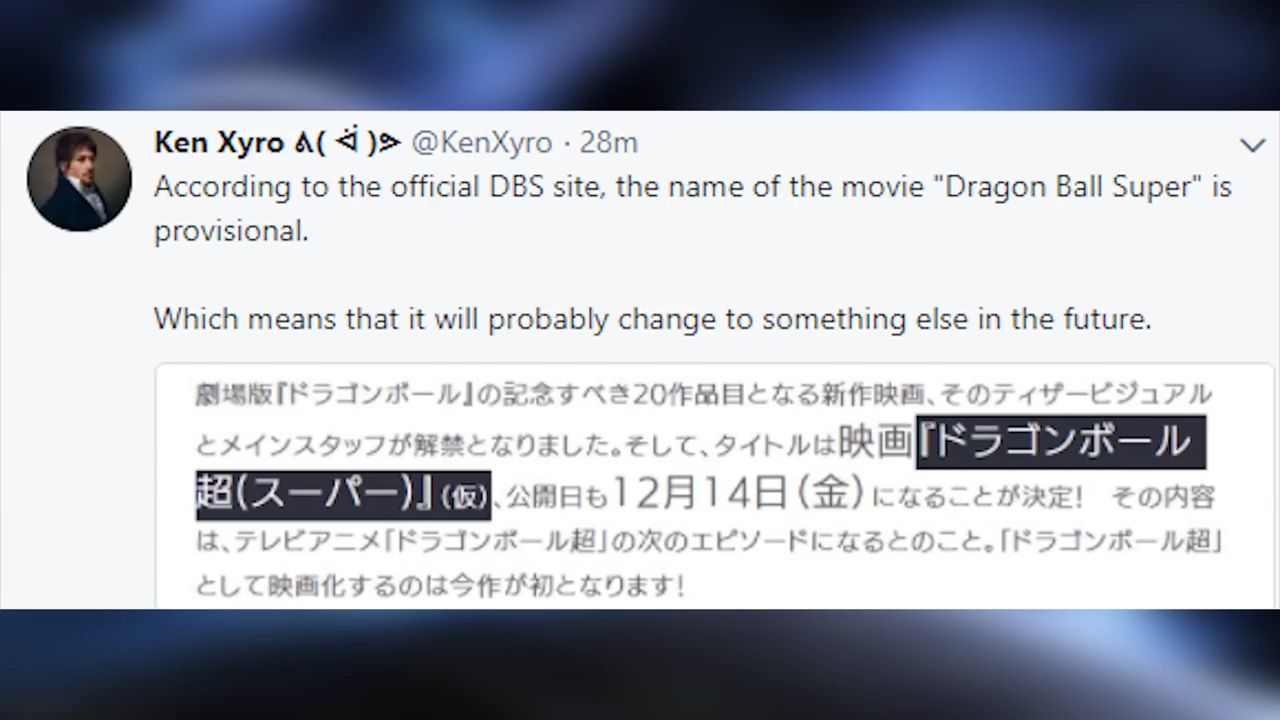 Ken Xyro ᕕ( ᐛ )ᕗ @KenXyro · 28m
According to the official DBS site, the name of the movie "Dragon Ball Super" is
provisional.
Which means that it will probably change to something else in the future.
劇場版『ドラゴンボール』の記念すべき20作品目となる新作映画、そのティザービジュアル
とメインスタッフが解禁となりました。そして、タイトルは映画『ドラゴンボール
超(スーパー)』(仮)、公開日も12月14日(金)になることが決定! その内容
は、テレビアニメ「ドラゴンボール超」の次のエピソードになるとのこと。「ドラゴンボール超」
として映画化するのは今作が初となります!